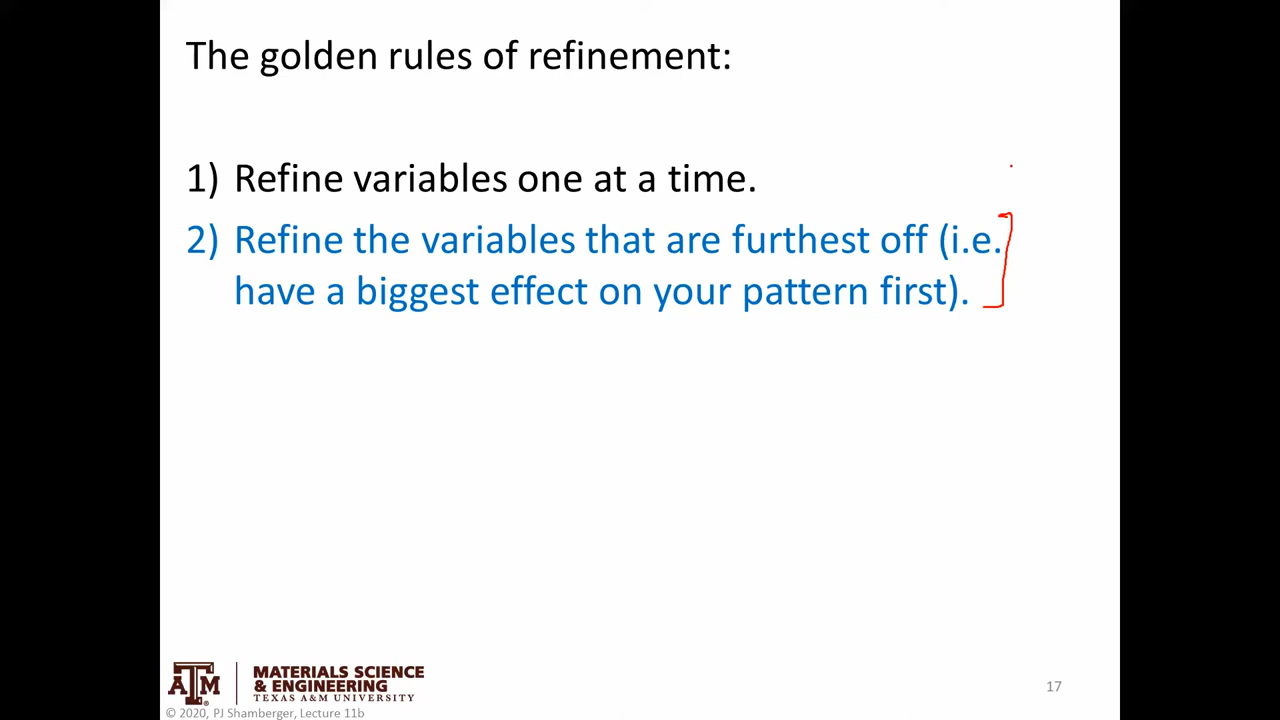 The golden rules of refinement:
1) Refine variables one at a time.
2) Refine the variables that are furthest off (i.e.
have a biggest effect on your pattern first).
ATM
MATERIALS SCIENCE
& ENGINEERING
TEXAS A&M UNIVERSITY
© 2020, PJ Shamberger, Lecture 11b
17